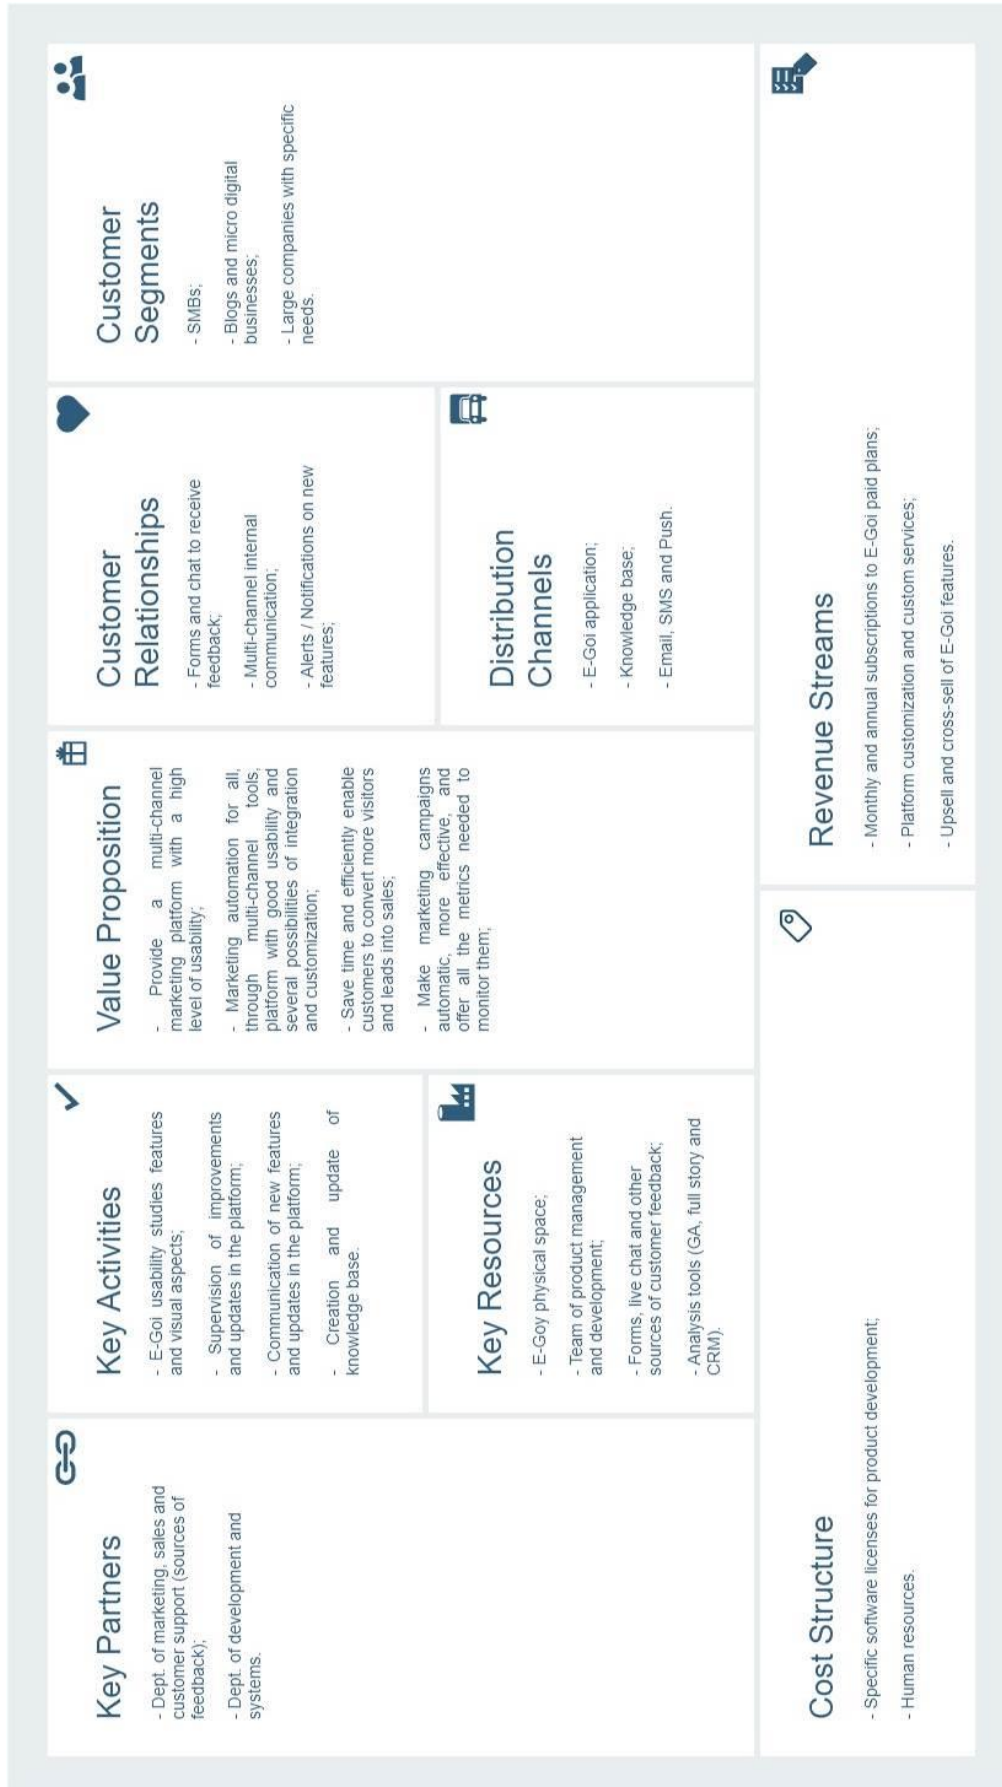 Key Partners
- Dept. of marketing, sales and
customer support (sources of
feedback);
- Dept. of development and
systems.
Key Activities
- E-Goi usability studies features
and visual aspects;
- Supervision of improvements
and updates in the platform;
- Communication of new features
and updates in the platform;
- Creation and update of
knowledge base.
Key Resources
- E-Goy physical space;
- Team of product management
and development;
- Forms, live chat and other
sources of customer feedback;
- Analysis tools (GA, full story and
CRM).
Value Proposition
- Provide a multi-channel
marketing platform with a high
level of usability;
- Marketing automation for all,
through multi-channel tools,
platform with good usability and
several possibilities of integration
and customization;
- Save time and efficiently enable
customers to convert more visitors
and leads into sales;
- Make marketing campaigns
automatic, more effective, and
offer all the metrics needed to
monitor them;
Customer
Relationships
- Forms and chat to receive
feedback;
- Multi-channel internal
communication;
- Alerts / Notifications on new
features;
Distribution
Channels
- E-Goi application;
- Knowledge base;
- Email, SMS and Push.
Customer
Segments
- SMBs;
- Blogs and micro digital
businesses;
- Large companies with specific
needs.
Cost Structure
- Specific software licenses for product development;
- Human resources.
Revenue Streams
- Monthly and annual subscriptions to E-Goi paid plans;
- Platform customization and custom services;
- Upsell and cross-sell of E-Goi features.